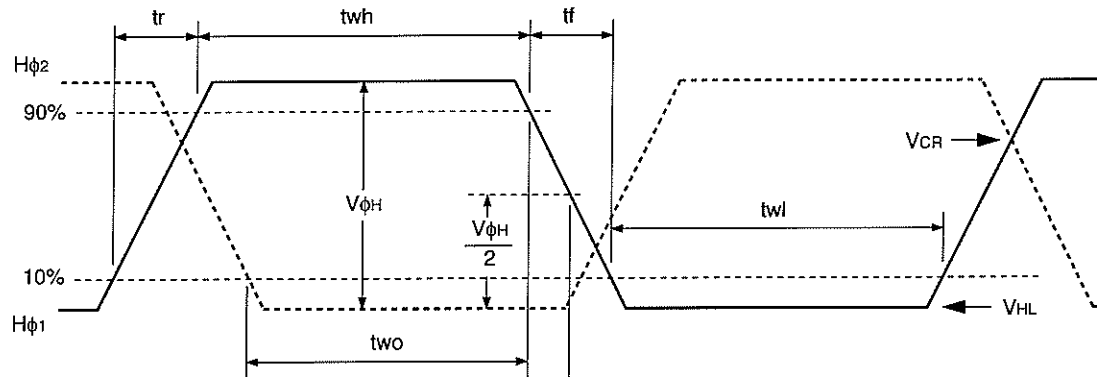 tr
twh
tf
Hφ2
90%
VCR
VφH
VφH
2
twl
10%
Hφ1
VHL
two